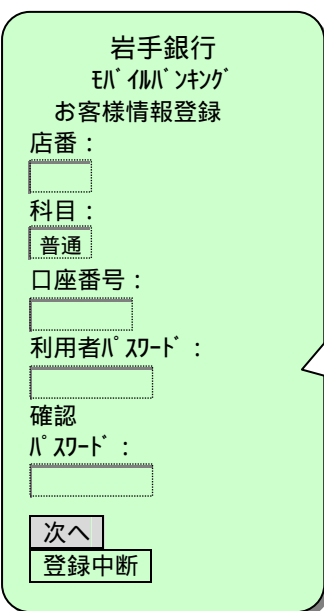 岩手銀行
ﾓﾊﾞｲﾙﾊﾞﾝｷﾝｸﾞ
お客様情報登録
店番：
科目：
普通
口座番号：
利用者ﾊﾟｽﾜｰﾄﾞ：
確認
ﾊﾟｽﾜｰﾄﾞ：
次へ
登録中断